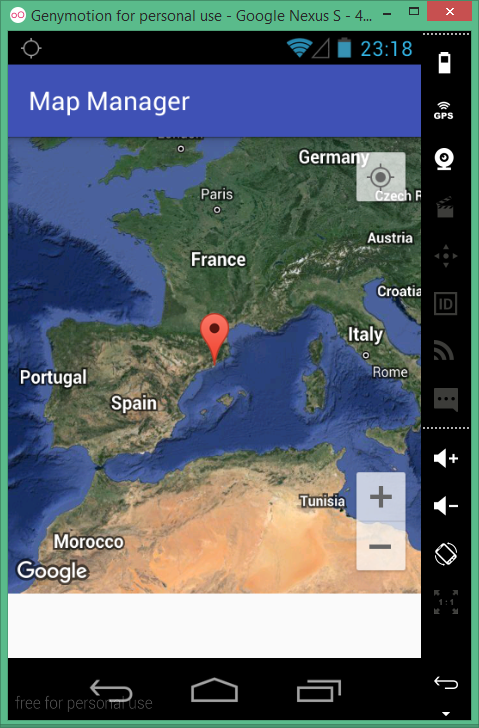 Genymotion for personal use - Google Nexus S - 4...
23:18
Map Manager
GPS
London
Germany
Paris
Czech R
France
Austria
Croatia
ID
Italy
Portugal
Rome
Spain
Tunisia
Morocco
Google
1:1
free for personal use